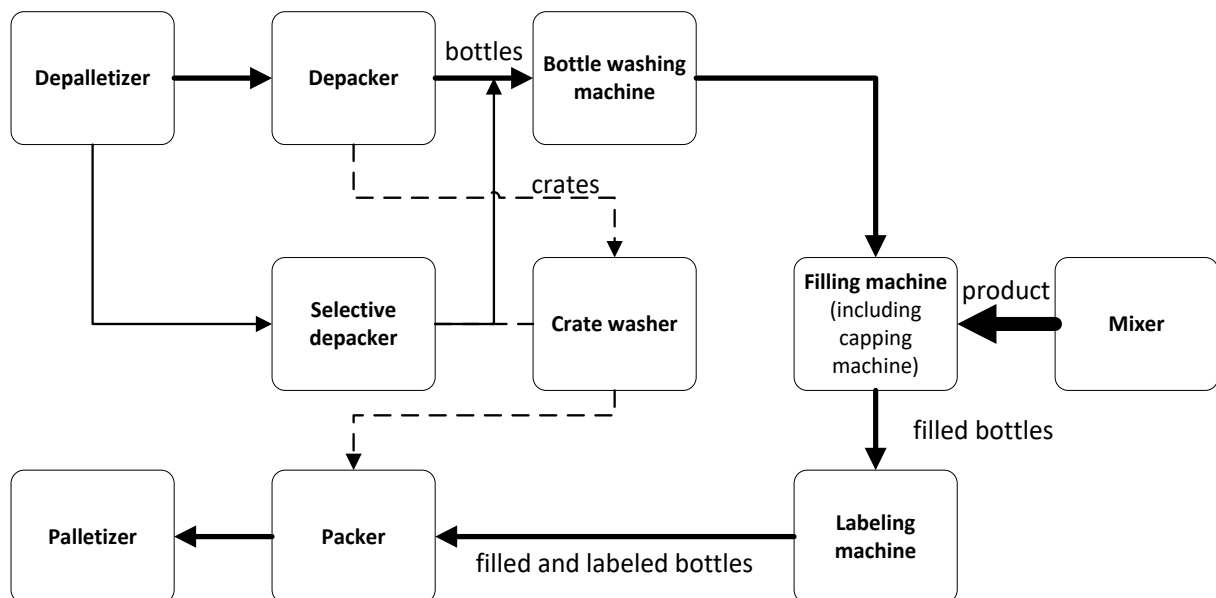 Depalletizer
Depacker
bottles
Bottle washing
machine
crates
Selective
depacker
Crate washer
Filling machine
(including
capping
machine)
product
Mixer
filled bottles
Palletizer
Packer
filled and labeled bottles
Labeling
machine